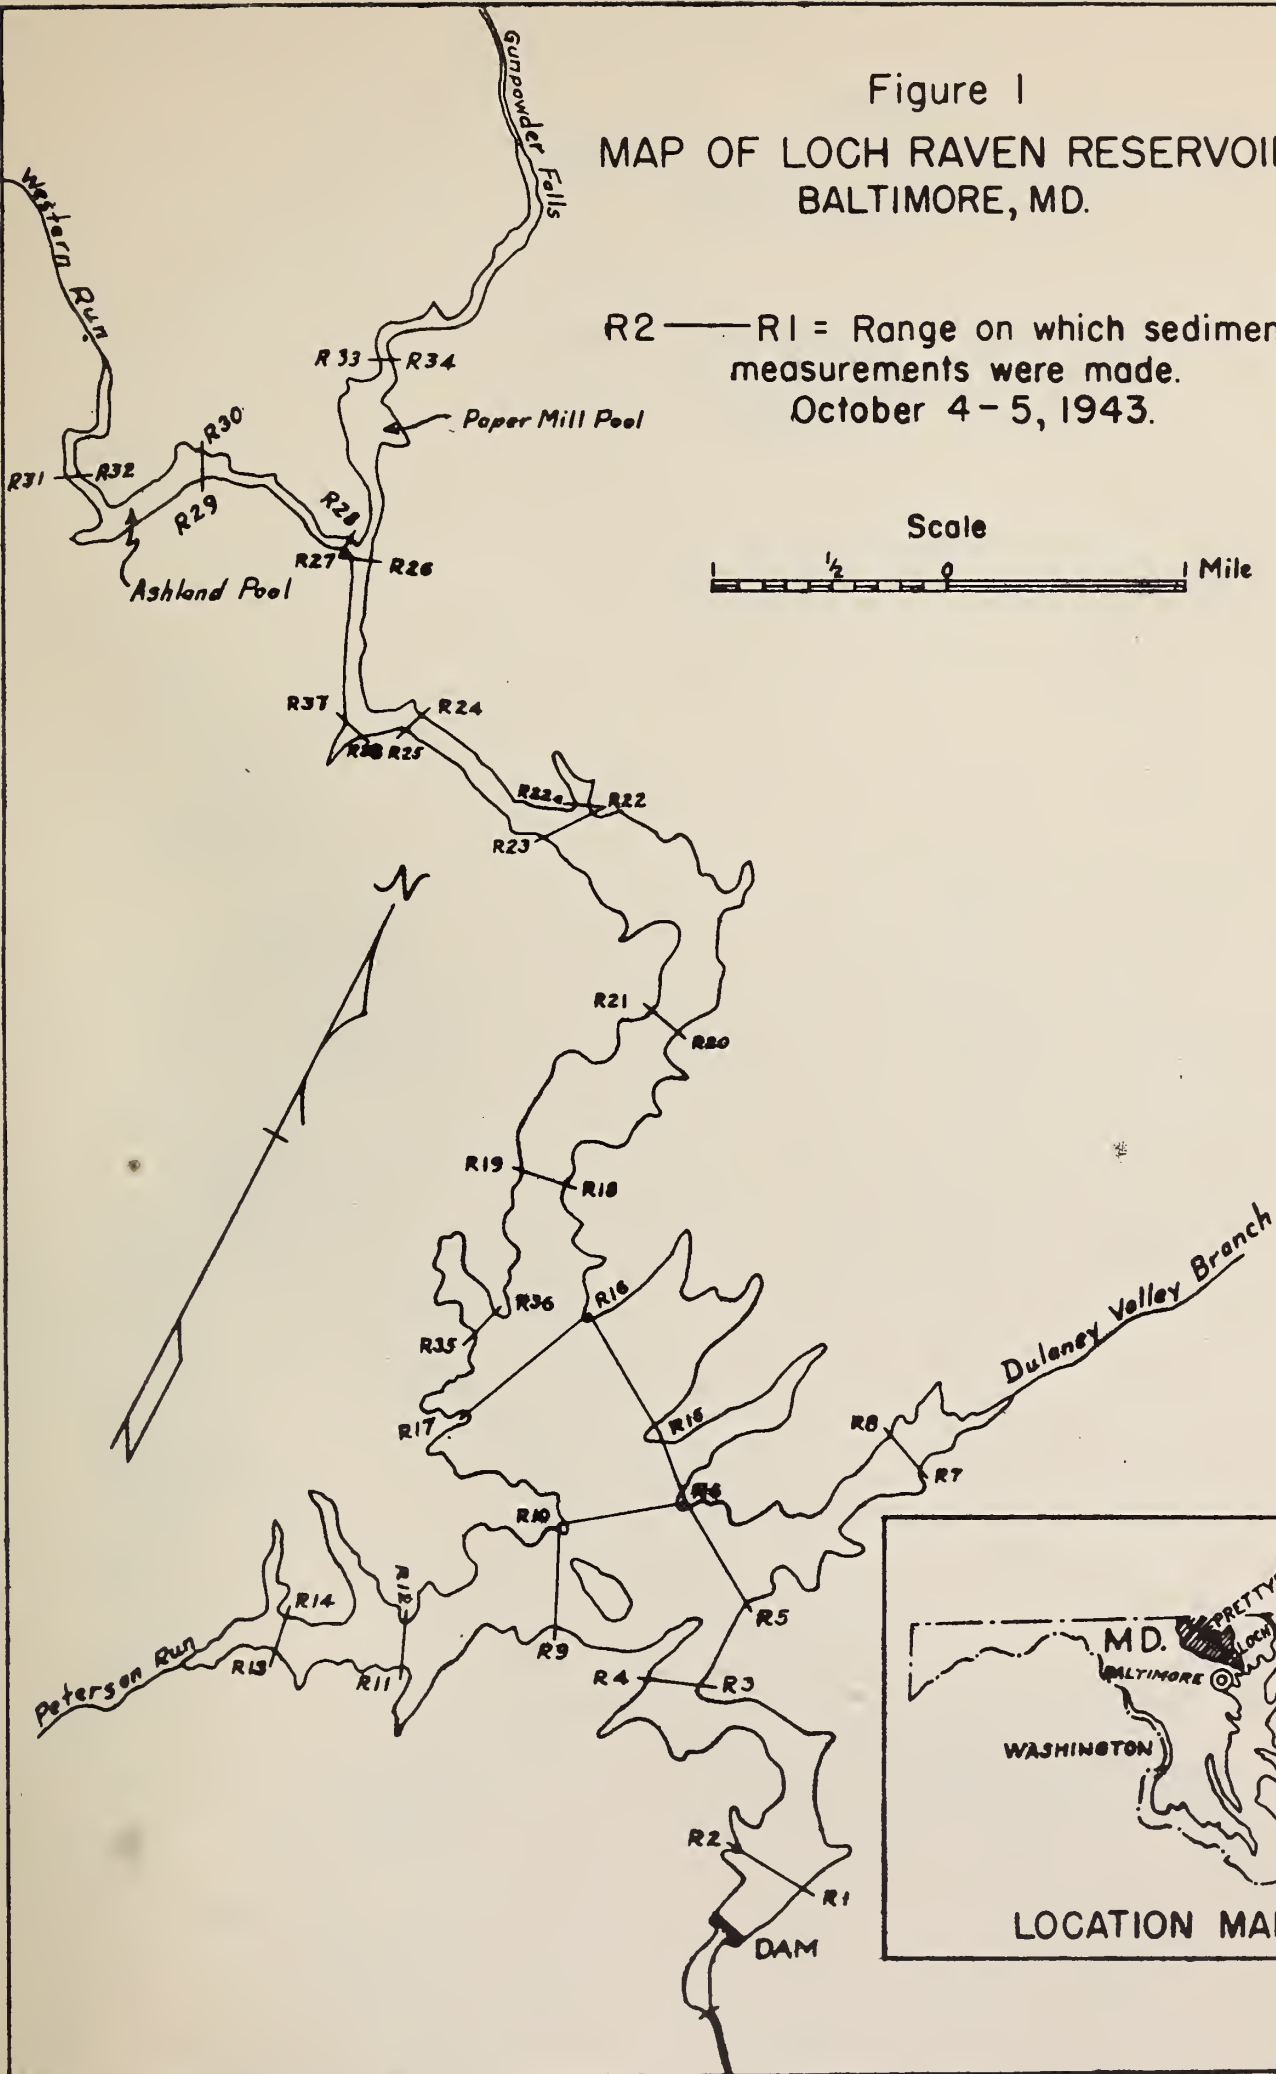 Figure 1
MAP OF LOCH RAVEN RESERVOI
BALTIMORE, MD.
Gunpowder Falls
Western Run
R2 — R1 = Range on which sedimen
measurements were made.
October 4-5, 1943.
R33 R34
Paper Mill Pool
R30
R31 R32
R29
R28
R27 R26
Ashland Pool
Scale
1 1/2 0 1 Mile
R37 R24
R25
R22a R22
R23
N
R21
R20
R19
R18
R36
R16
R35
R17
R15
Dulaney Valley Branch
R8
R7
R10
R12
R14
R5
R9
R13
R11
R4 R3
Peterson Run
R2
R1
DAM
PRETTY
LOCH
MD.
BALTIMORE
WASHINGTON
LOCATION MA